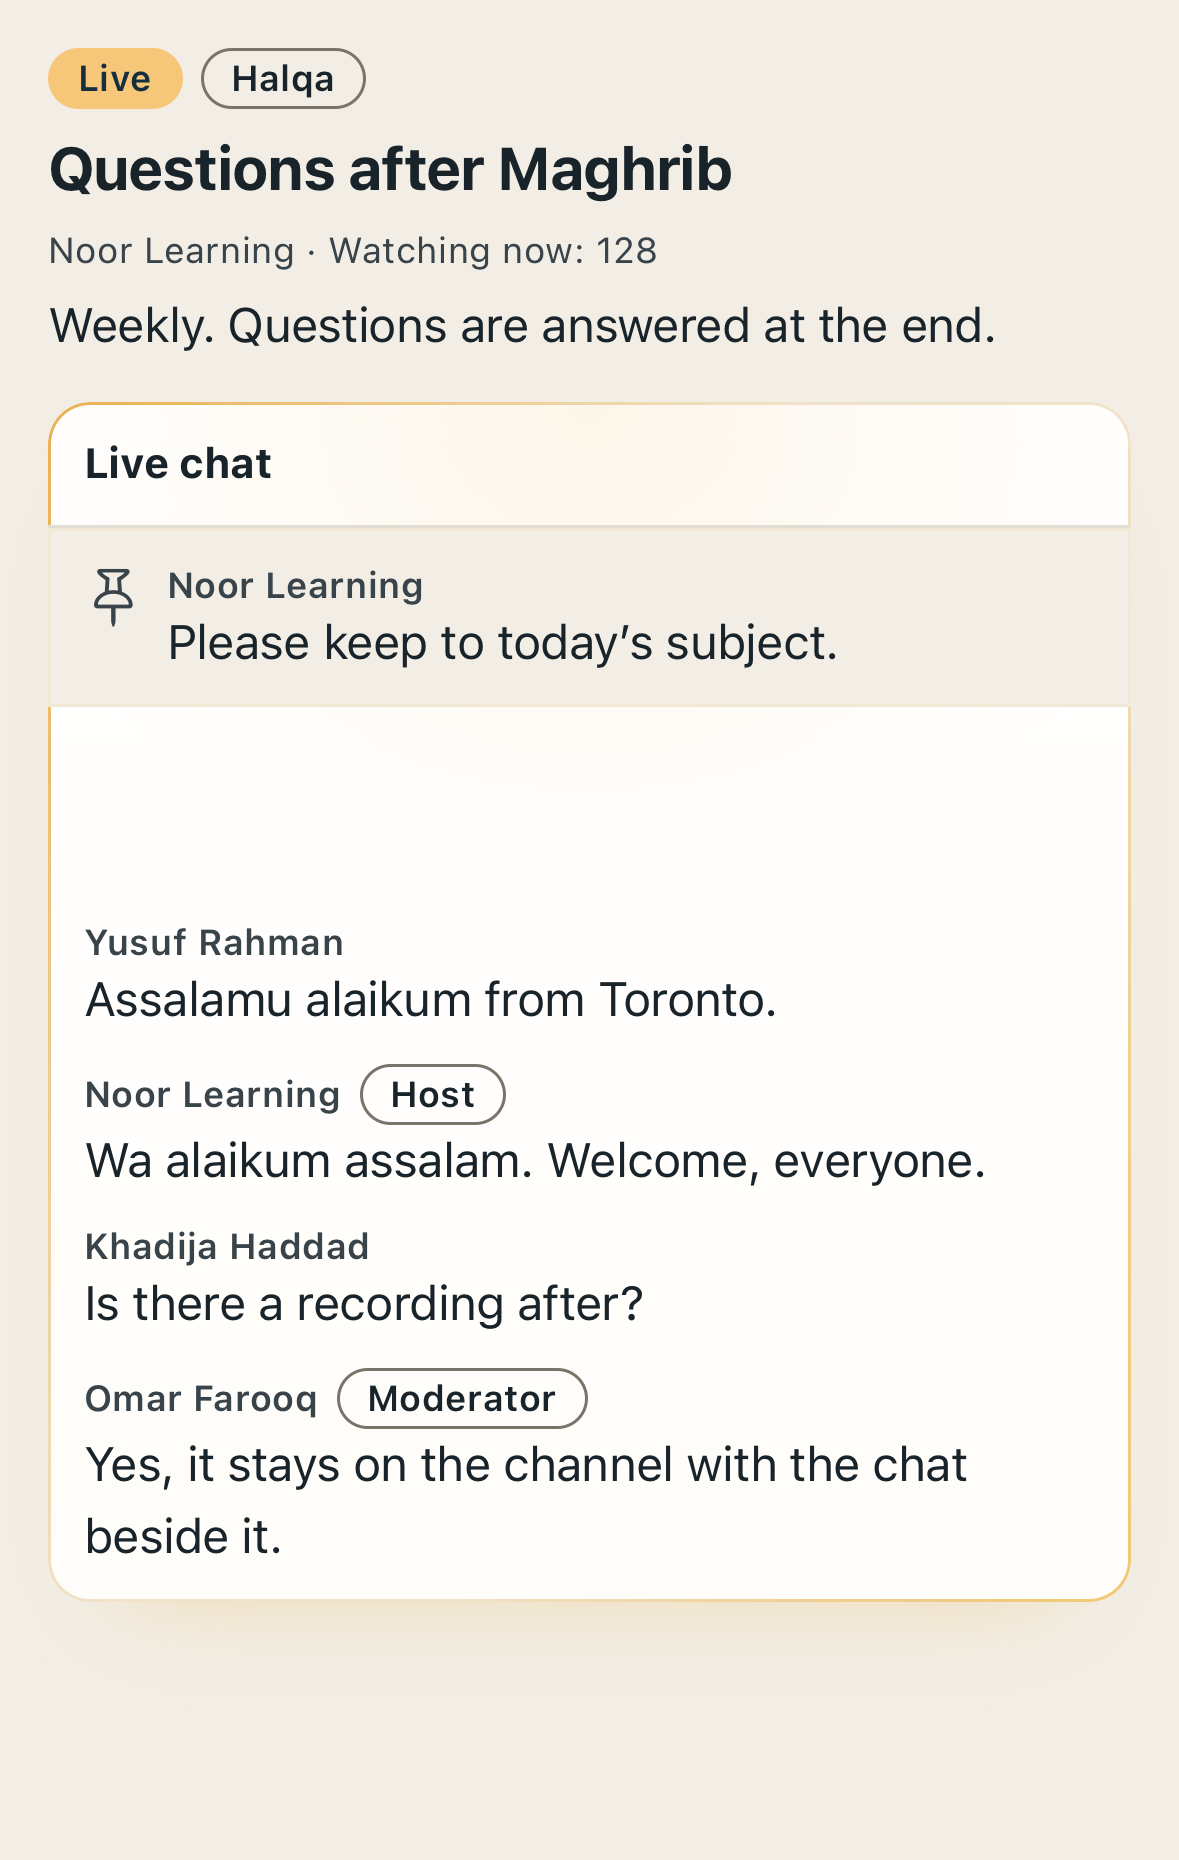 Live
Halqa
Questions after Maghrib
Noor Learning · Watching now: 128
Weekly. Questions are answered at the end.
Live chat
Noor Learning
Please keep to today’s subject.
Yusuf Rahman
Assalamu alaikum from Toronto.
Noor Learning Host
Wa alaikum assalam. Welcome, everyone.
Khadija Haddad
Is there a recording after?
Omar Farooq Moderator
Yes, it stays on the channel with the chat
beside it.